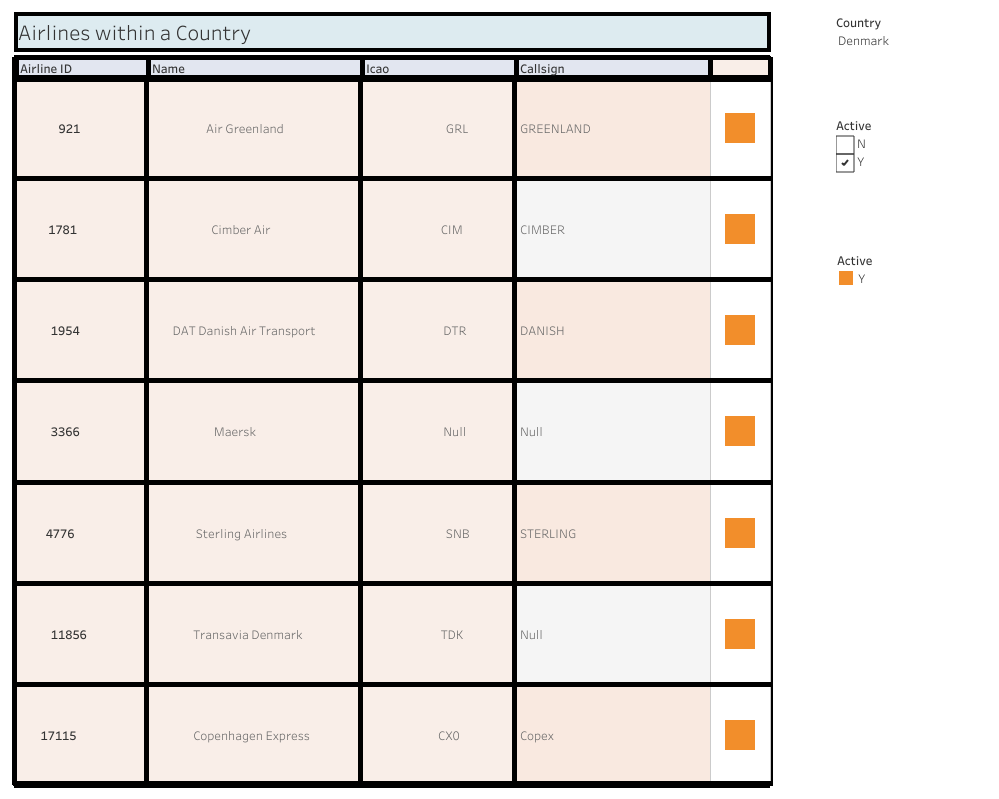 Airlines within a Country
Airline ID Name Icao Callsign
921 Air Greenland GRL GREENLAND
1781 Cimber Air CIM CIMBER
1954 DAT Danish Air Transport DTR DANISH
3366 Maersk Null Null
4776 Sterling Airlines SNB STERLING
11856 Transavia Denmark TDK Null
17115 Copenhagen Express CX0 Copex
Country
Denmark
Active
N
Y
Active
Y